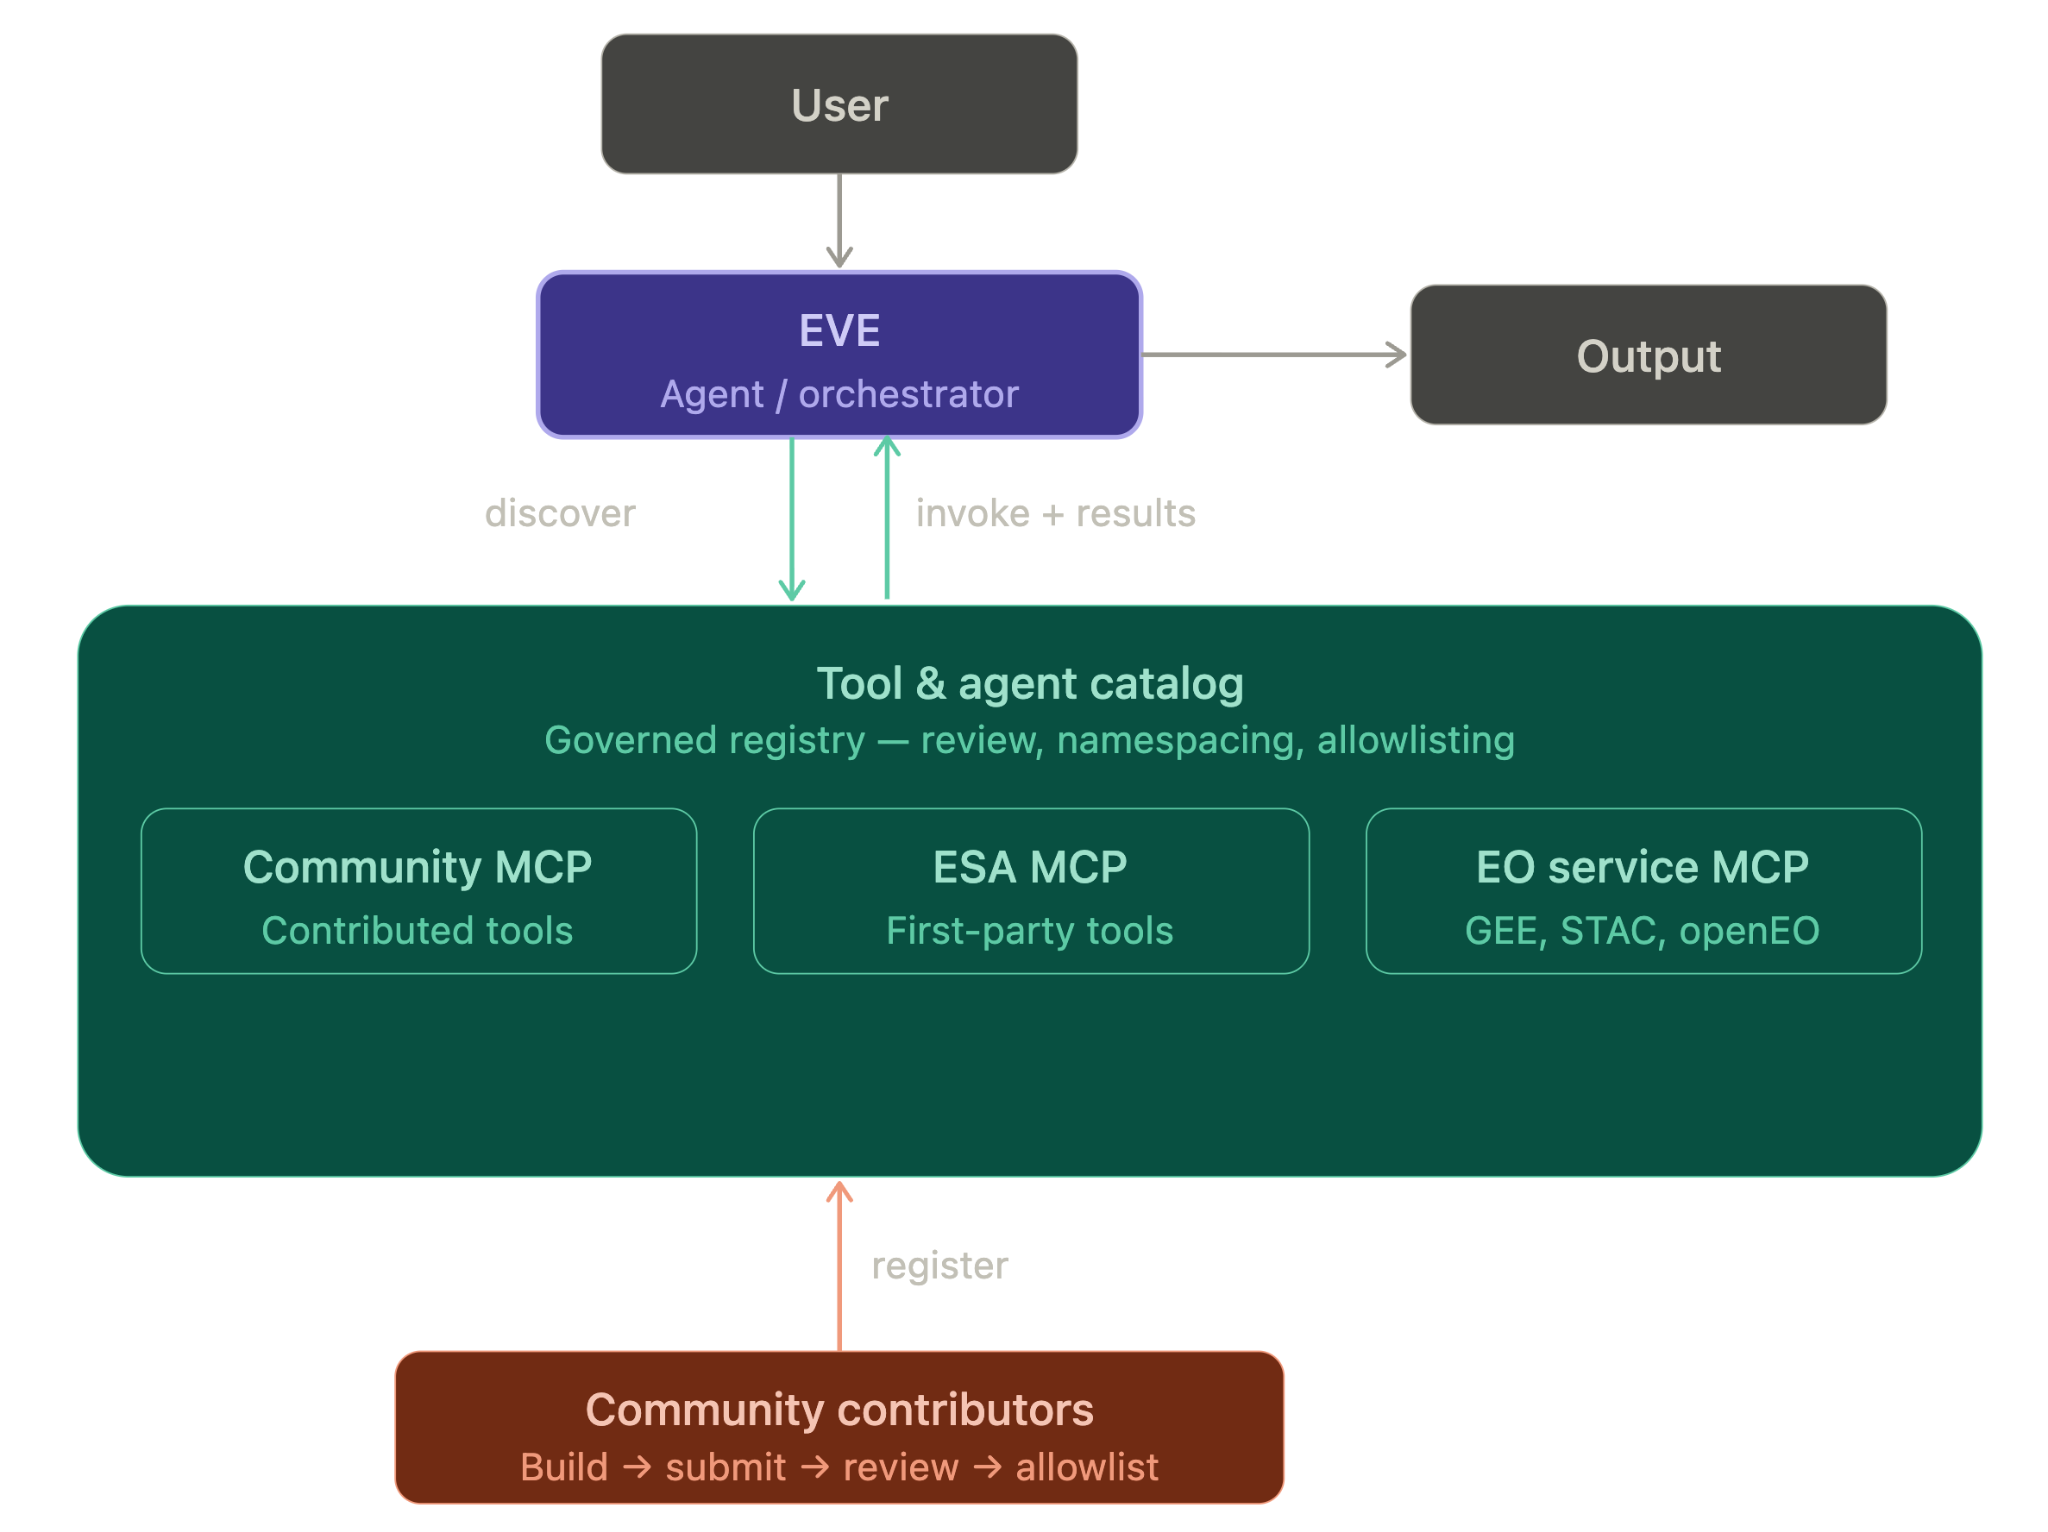 User
EVE
Agent / orchestrator
Output
discover
invoke + results
Tool & agent catalog
Governed registry — review, namespacing, allowlisting
Community MCP
Contributed tools
ESA MCP
First-party tools
EO service MCP
GEE, STAC, openEO
register
Community contributors
Build → submit → review → allowlist